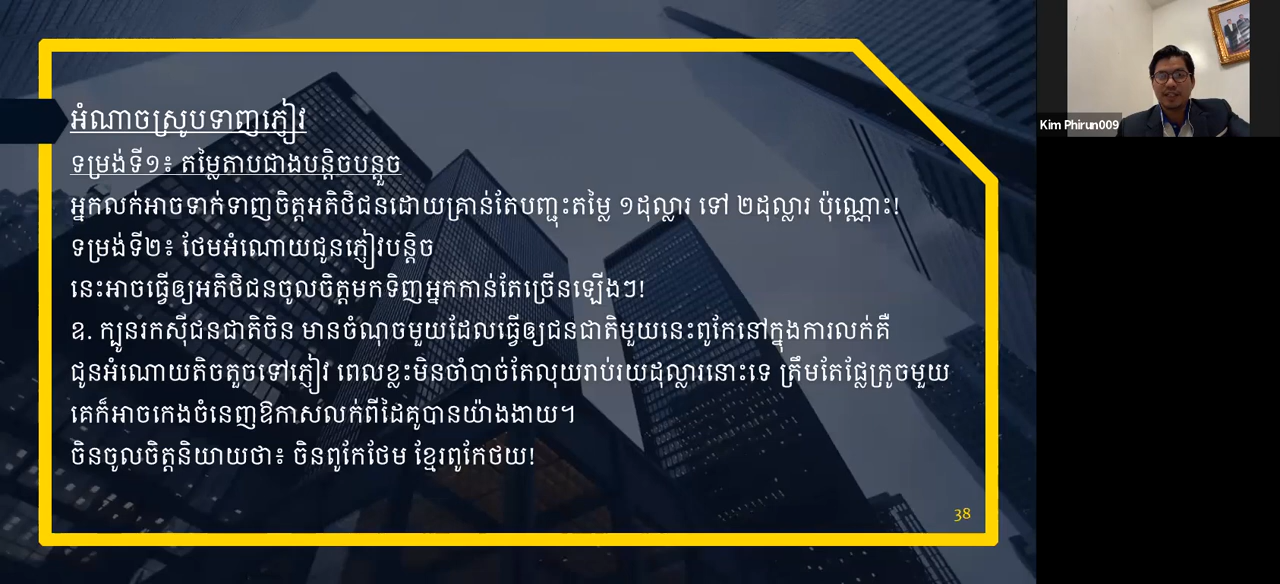 អំណាចស្រូបទាញភ្ញៀវ
ទម្រង់ទី១៖ តម្លៃតាបជាងបន្តិចបន្តួច
អ្នកលក់អាចទាក់ទាញចិត្តអតិថិជនដោយគ្រាន់តែបញ្ចុះតម្លៃ ១ដុល្លារ ទៅ ២ដុល្លារ ប៉ុណ្ណោះ!
ទម្រង់ទី២៖ ថែមអំណោយជូនភ្ញៀវបន្តិច
នេះអាចធ្វើឲ្យអតិថិជនចូលចិត្តមកទិញអ្នកកាន់តែច្រើនឡើងៗ!
ឧ. ក្បួនរកស៊ីជនជាតិចិន មានចំណុចមួយដែលធ្វើឲ្យជនជាតិមួយនេះពូកែនៅក្នុងការលក់គឺ
ជូនអំណោយតិចតួចទៅភ្ញៀវ ពេលខ្លះមិនចាំបាច់តែលុយរាប់រយដុល្លារនោះទេ ត្រឹមតែផ្លែក្រូចមួយ
គេក៏អាចកេងចំនេញឱកាសលក់ពីដៃគូបានយ៉ាងងាយ។
ចិនចូលចិត្តនិយាយថា៖ ចិនពូកែថែម ខ្មែរពូកែថយ!
38
Kim Phirun009